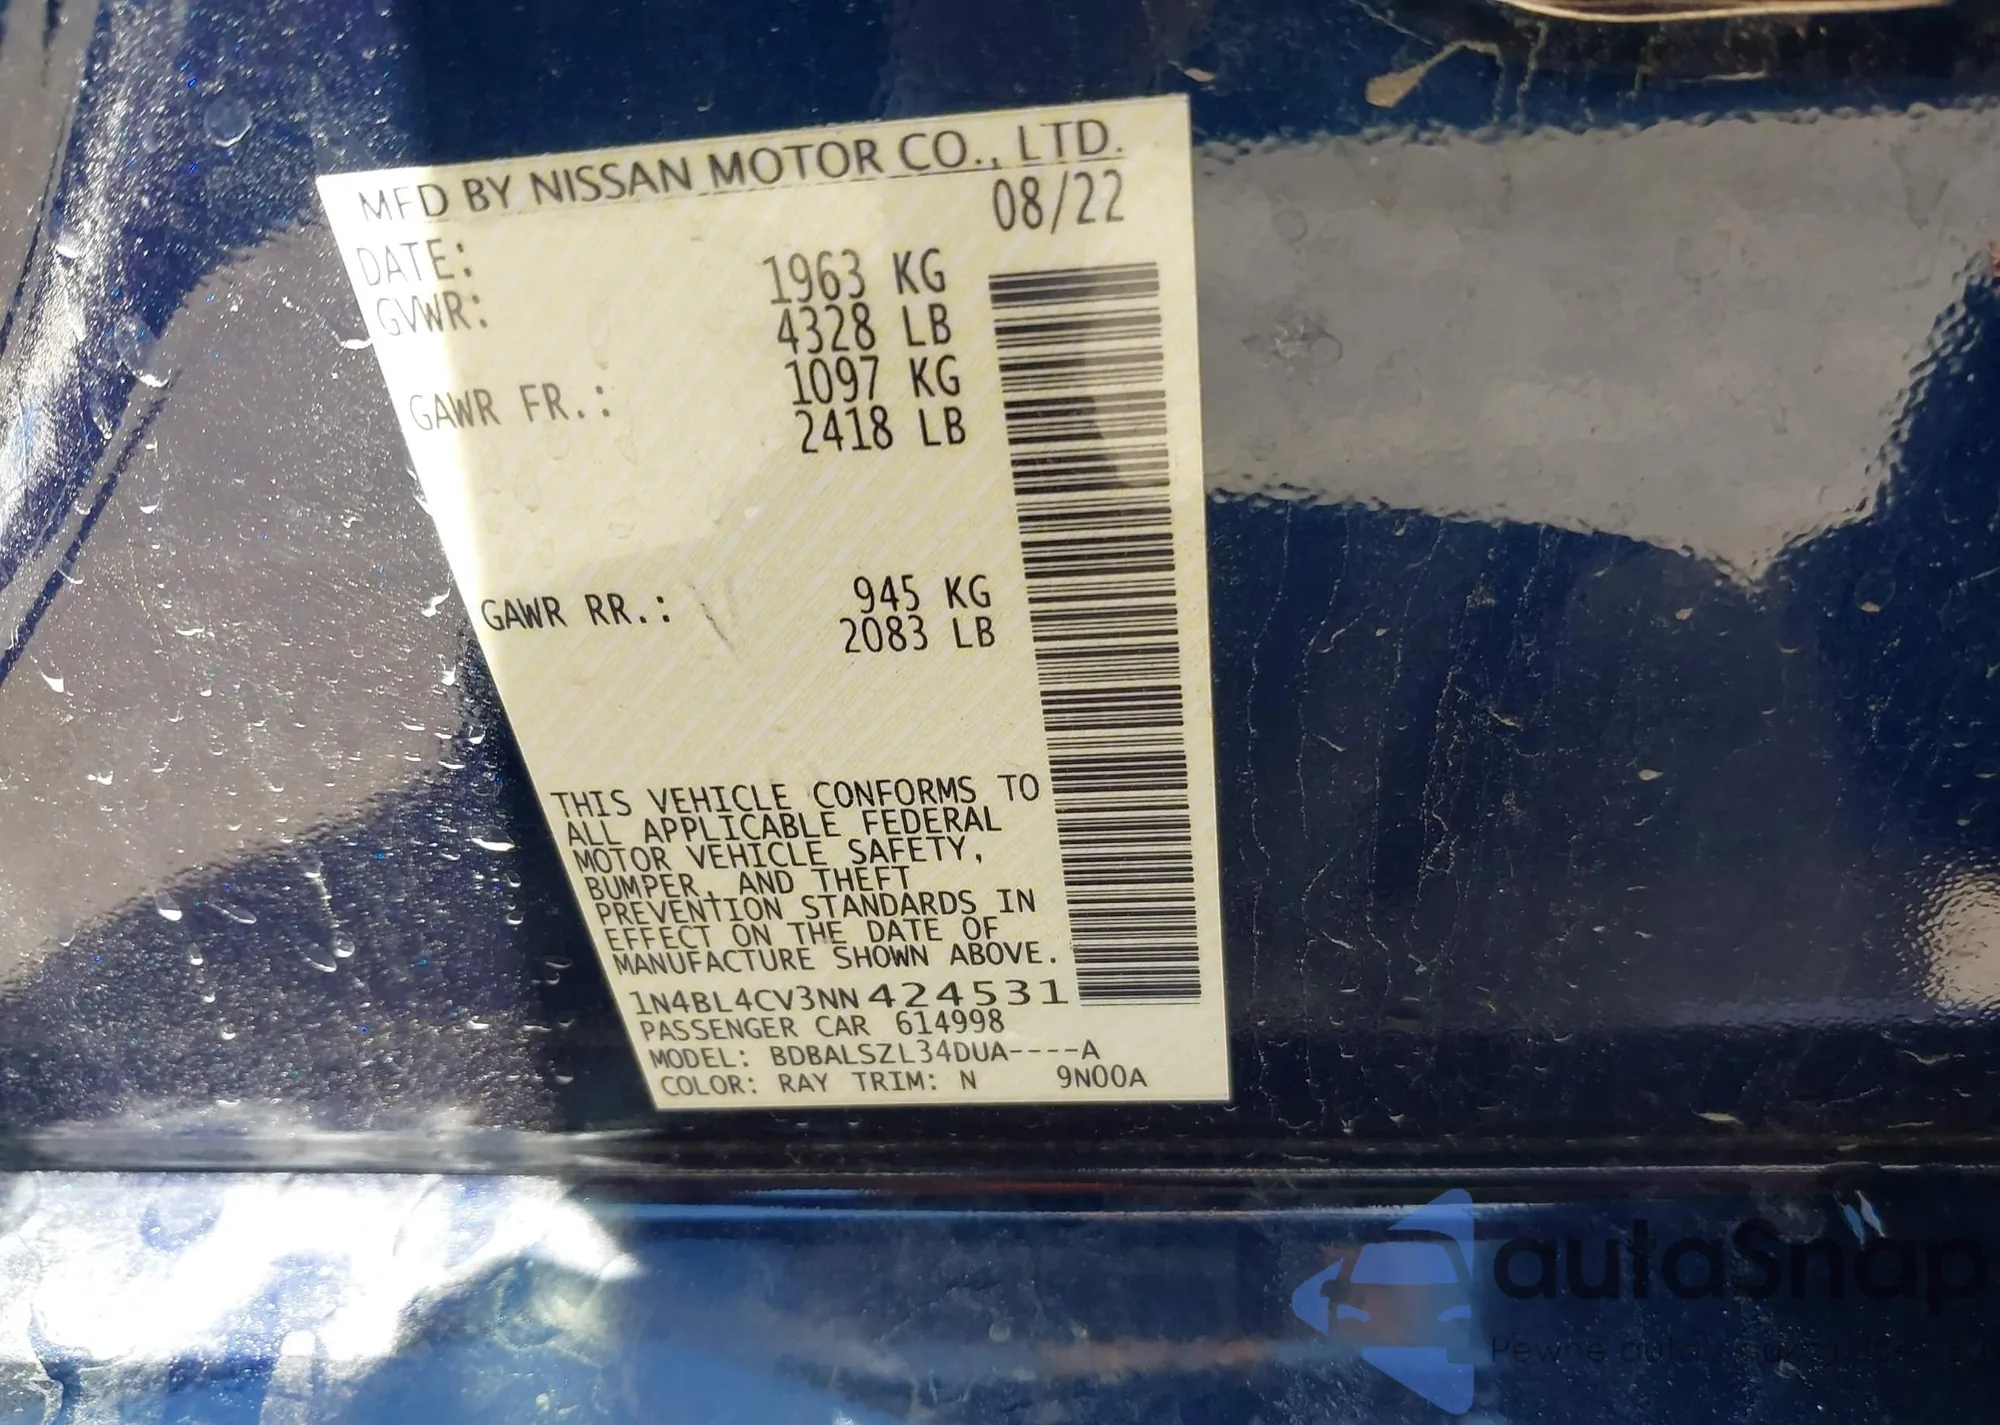 MFD BY NISSAN MOTOR CO., LTD.
DATE: 08/22
GVWR: 1963 KG
4328 LB
GAWR FR.: 1097 KG
2418 LB
GAWR RR.: 945 KG
2083 LB
THIS VEHICLE CONFORMS TO
ALL APPLICABLE FEDERAL
MOTOR VEHICLE SAFETY,
BUMPER, AND THEFT
PREVENTION STANDARDS IN
EFFECT ON THE DATE OF
MANUFACTURE SHOWN ABOVE.
1N4BL4CV3NN424531
PASSENGER CAR 614998
MODEL: BDBALSZL34DUA----A
COLOR: RAY TRIM: N 9N00A
autaSnap
Pewne auta